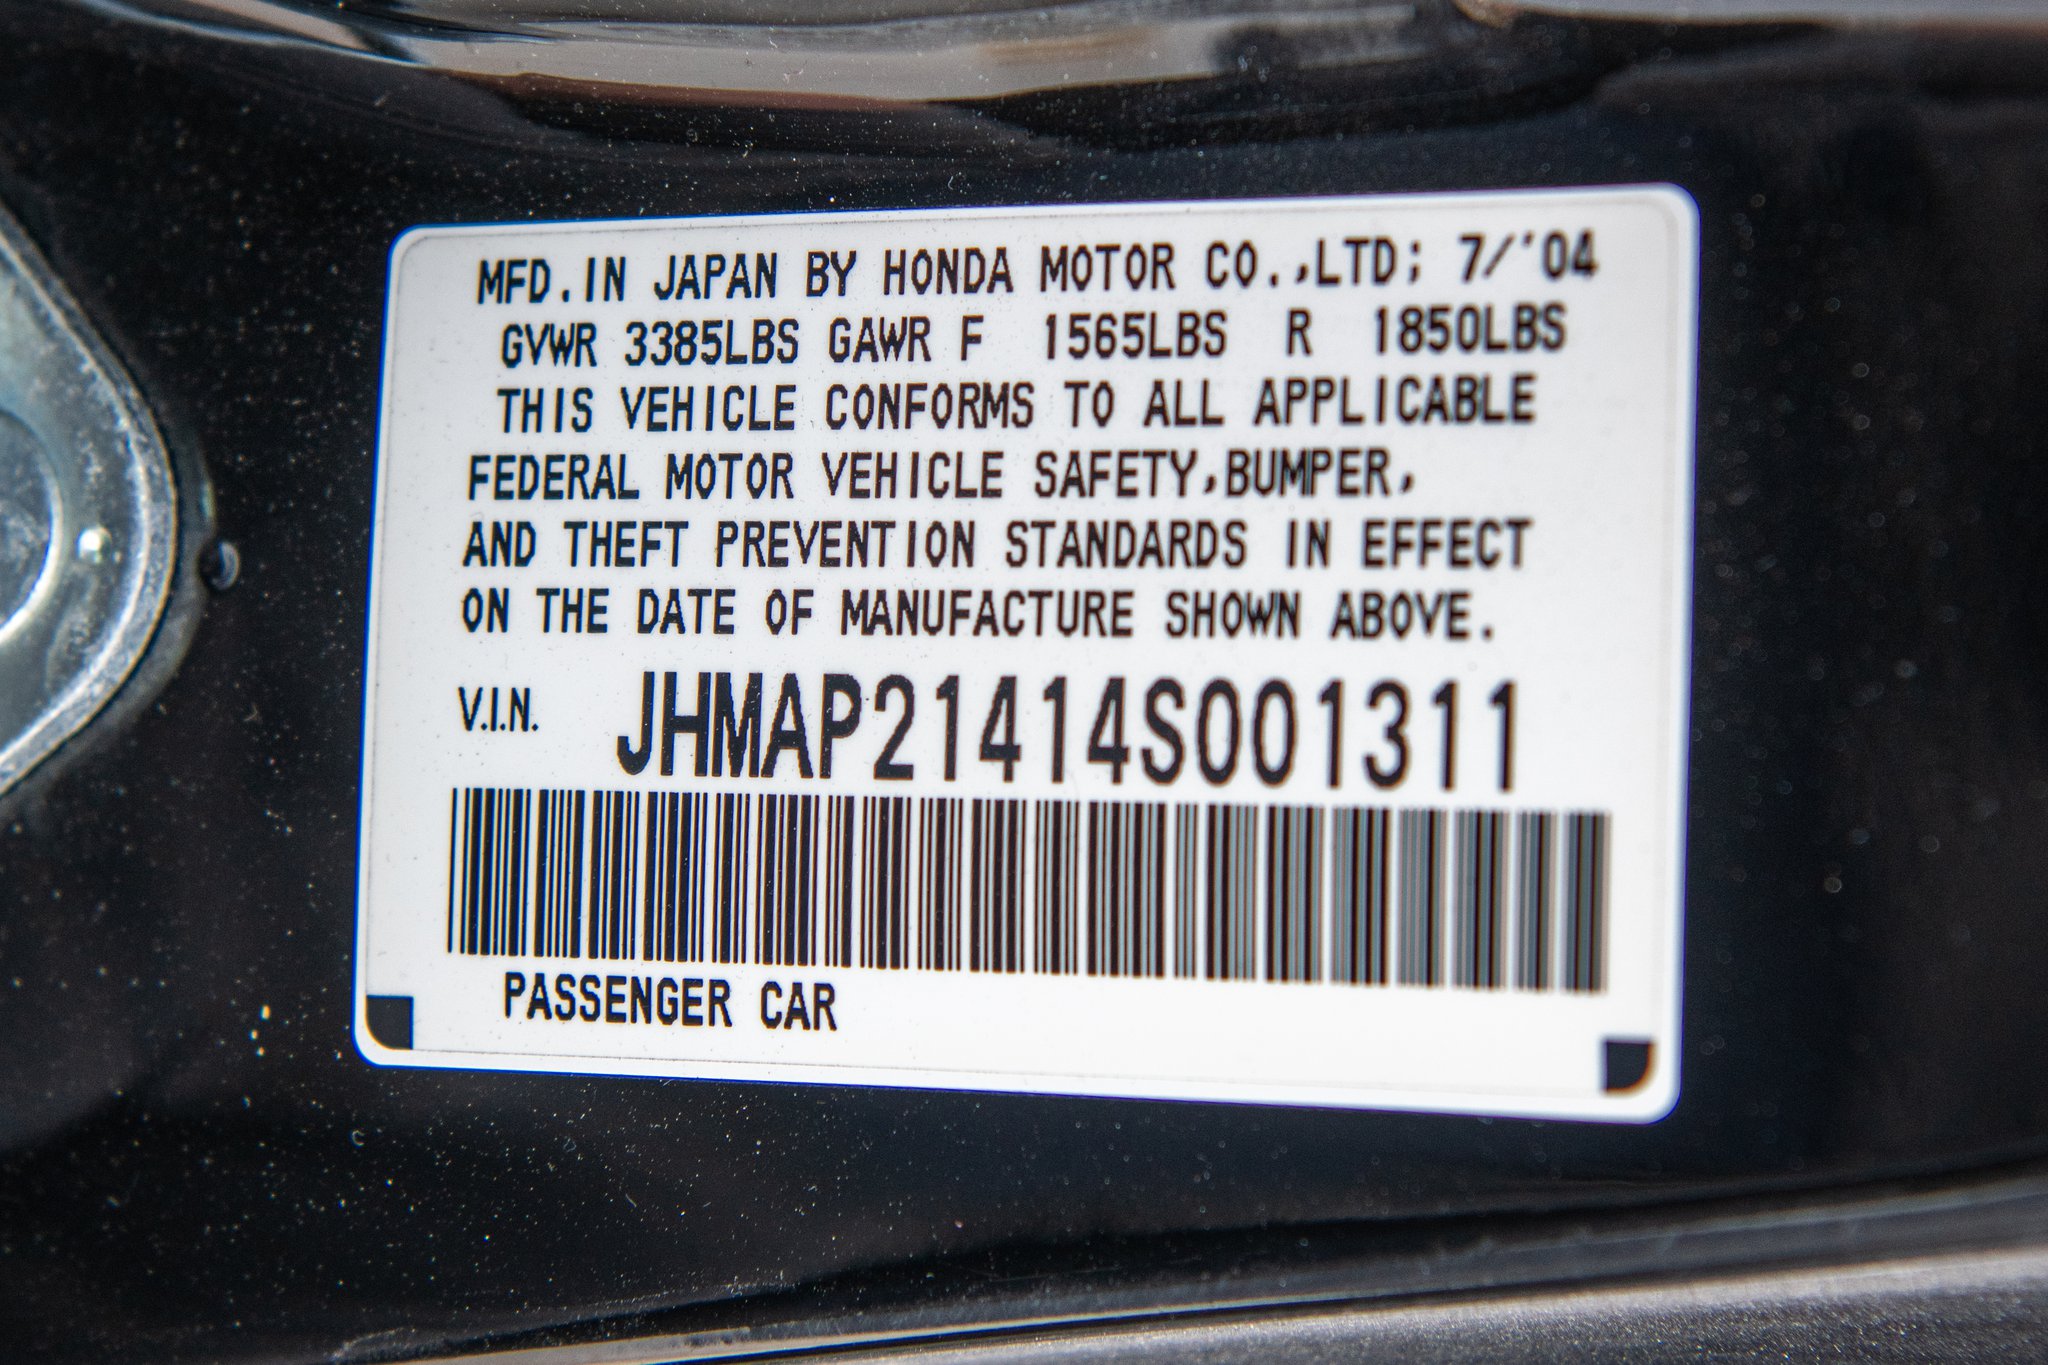 MFD. IN JAPAN BY HONDA MOTOR CO.,LTD; 7/'04
GVWR 3385LBS GAWR F 1565LBS R 1850LBS
THIS VEHICLE CONFORMS TO ALL APPLICABLE
FEDERAL MOTOR VEHICLE SAFETY,BUMPER,
AND THEFT PREVENTION STANDARDS IN EFFECT
ON THE DATE OF MANUFACTURE SHOWN ABOVE.
V.I.N. JHMAP21414S001311
PASSENGER CAR